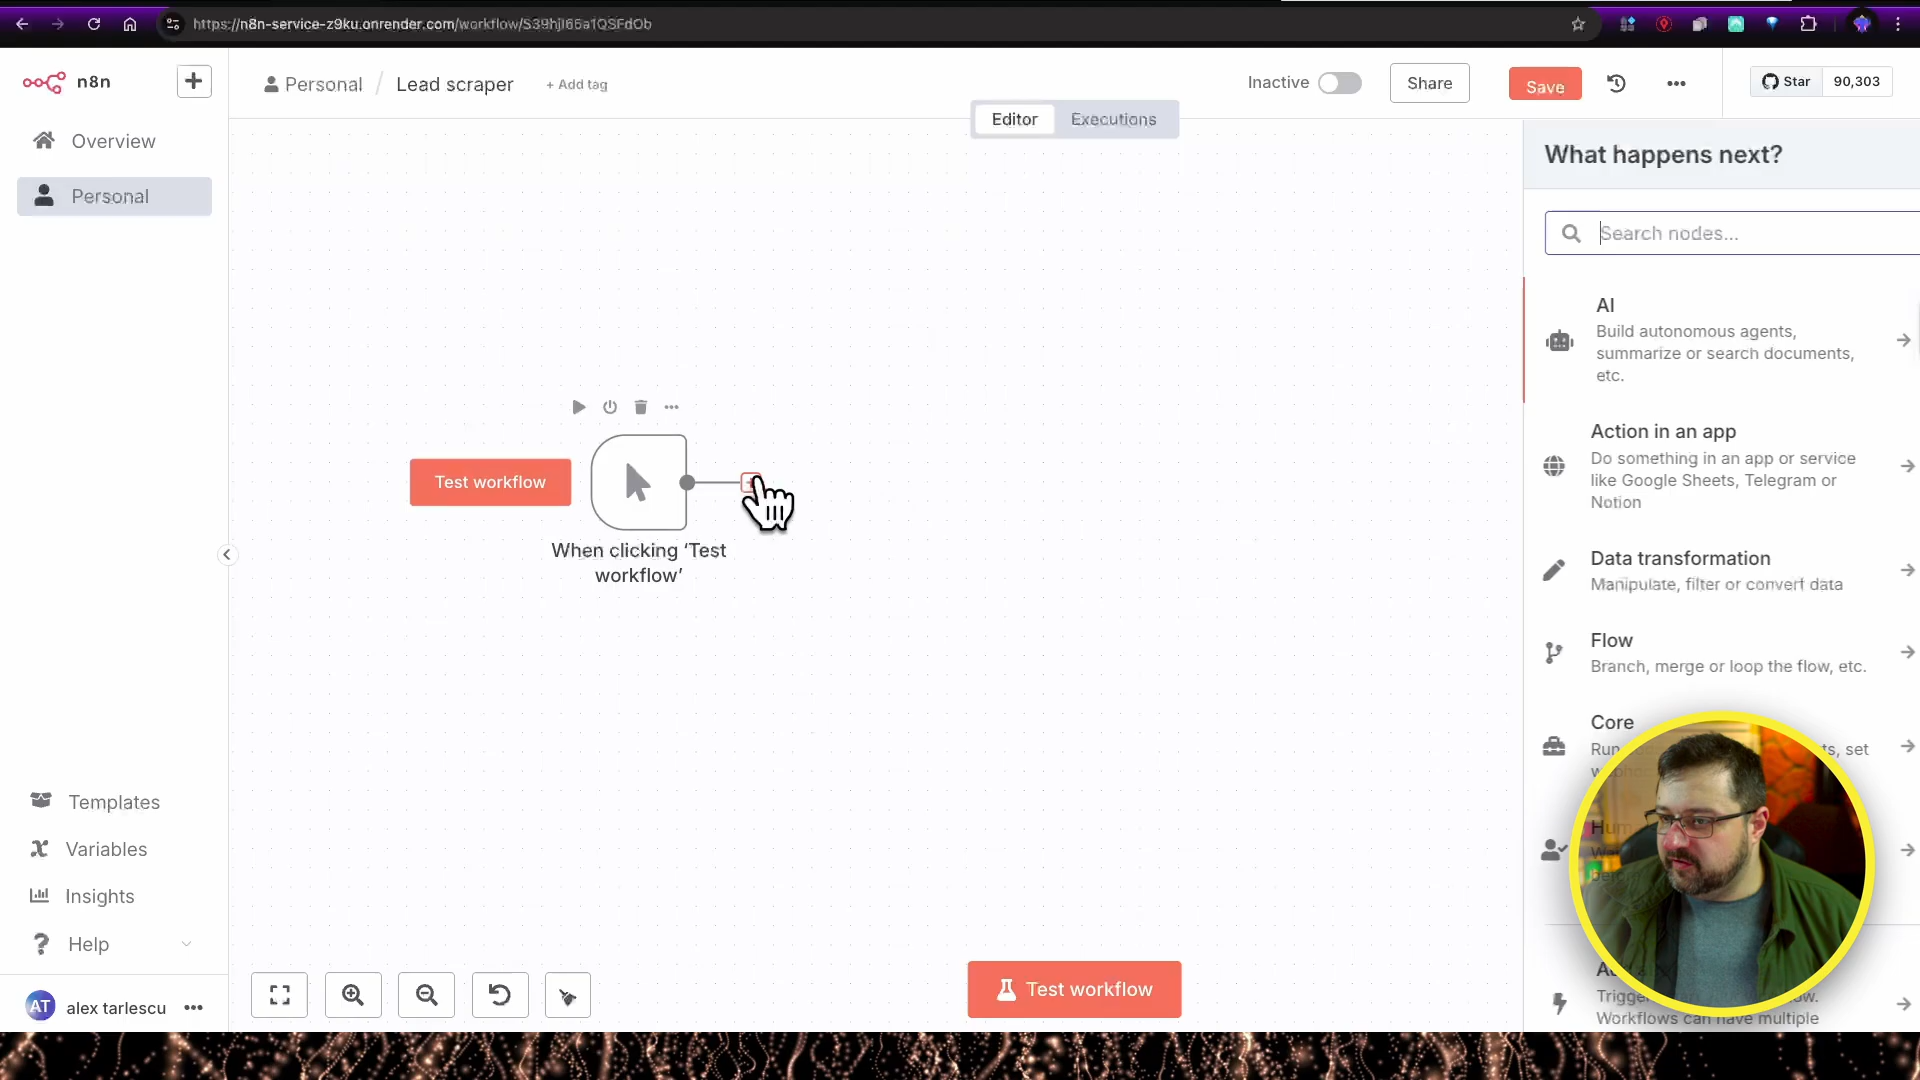 https://n8n-service-z9ku.onrender.com/workflow/S39hjI65a1QSFdOb
n8n
Personal / Lead scraper + Add tag
Inactive
Share
Save
Star 90,303
Editor Executions
Overview
Personal
What happens next?
Search nodes...
AI
Build autonomous agents,
summarize or search documents,
etc.
Action in an app
Do something in an app or service
like Google Sheets, Telegram or
Notion
Data transformation
Manipulate, filter or convert data
Flow
Branch, merge or loop the flow, etc.
Core
set
Test workflow
When clicking ‘Test
workflow’
Templates
Variables
Insights
Help
AT alex tarlescu
Test workflow
Workflows can have multiple